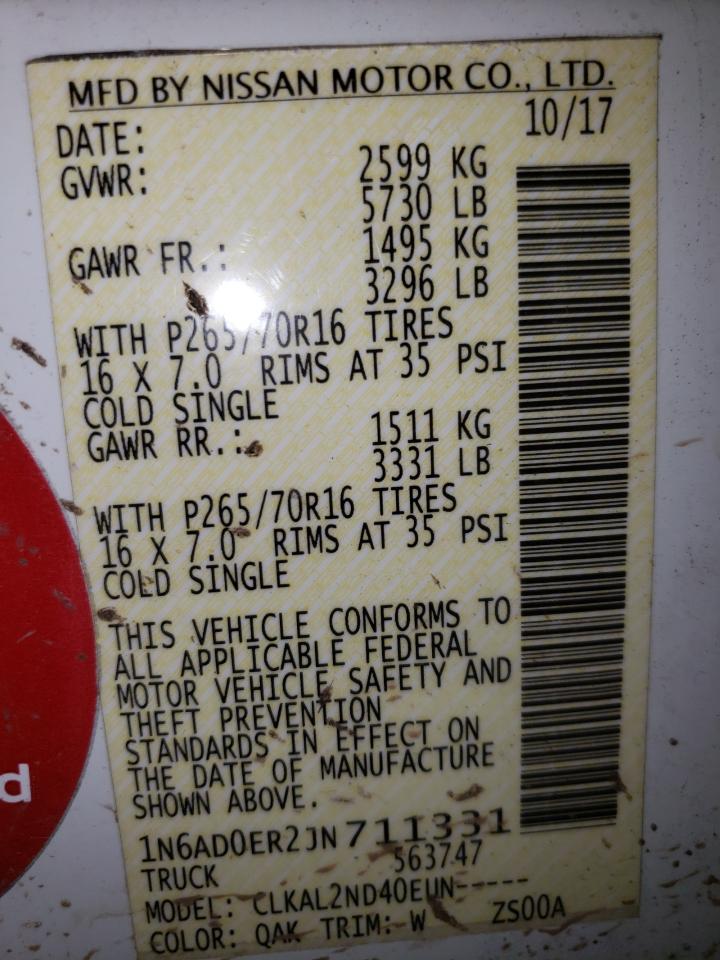 MFD BY NISSAN MOTOR CO., LTD.
DATE: 10/17
GVWR: 2599 KG
5730 LB
GAWR FR.: 1495 KG
3296 LB
WITH P265/70R16 TIRES
16 X 7.0 RIMS AT 35 PSI
COLD SINGLE
GAWR RR.: 1511 KG
3331 LB
WITH P265/70R16 TIRES
16 X 7.0 RIMS AT 35 PSI
COLD SINGLE
THIS VEHICLE CONFORMS TO
ALL APPLICABLE FEDERAL
MOTOR VEHICLE SAFETY AND
THEFT PREVENTION
STANDARDS IN EFFECT ON
THE DATE OF MANUFACTURE
SHOWN ABOVE.
1N6AD0ER2JN711331
563747
TRUCK
MODEL: CLKAL2ND40EUN-----
COLOR: QAK TRIM: W ZS00A
d